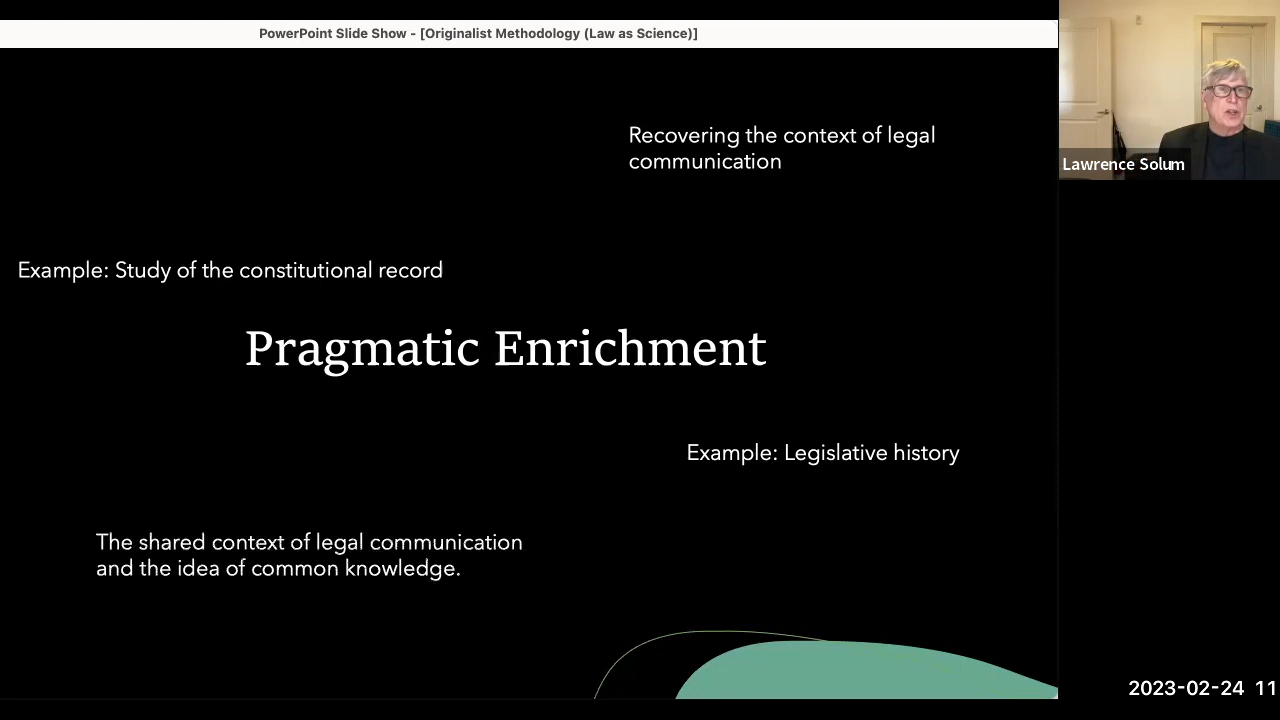 PowerPoint Slide Show - [Originalist Methodology (Law as Science)]
Recovering the context of legal
communication
Lawrence Solum
Example: Study of the constitutional record
Pragmatic Enrichment
Example: Legislative history
The shared context of legal communication
and the idea of common knowledge.
2023-02-24 11